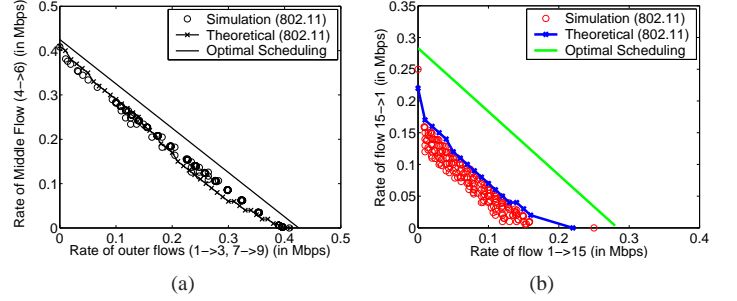 (a)
0.5
0.4
0.3
0.2
0.1
0
Rate of Middle Flow (4->6) (in Mbps)
Simulation (802.11)
Theoretical (802.11)
Optimal Scheduling
0 0.1 0.2 0.3 0.4 0.5
Rate of outer flows (1->3, 7->9) (in Mbps)
(a)
(b)
0.35
0.3
0.25
0.2
0.15
0.1
0.05
0
Rate of flow 15->1 (in Mbps)
Simulation (802.11)
Theoretical (802.11)
Optimal Scheduling
0 0.1 0.2 0.3 0.4
Rate of flow 1->15 (in Mbps)
(b)